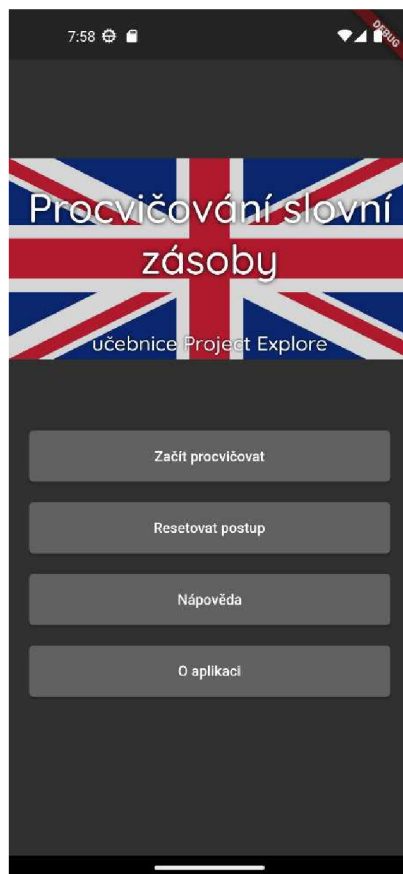 7:58
DEBUG
Procvičování slovní
zásoby
učebnice Project Explore
Začít procvičovat
Resetovat postup
Nápověda
O aplikaci